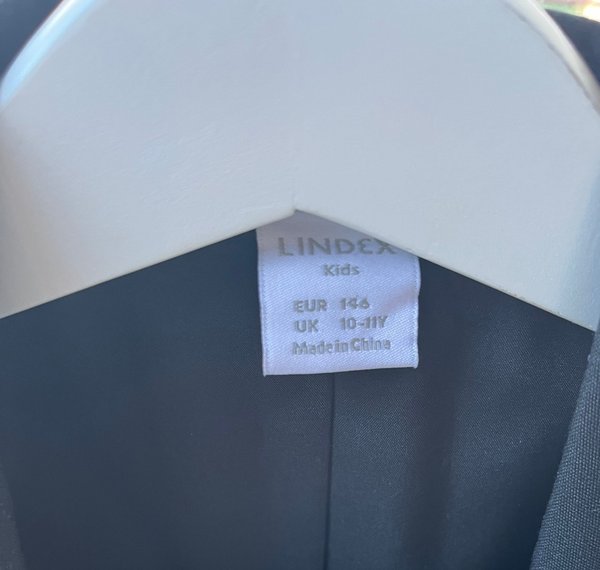 LINDEX
Kids
EUR 146
UK 10-11Y
Made in China